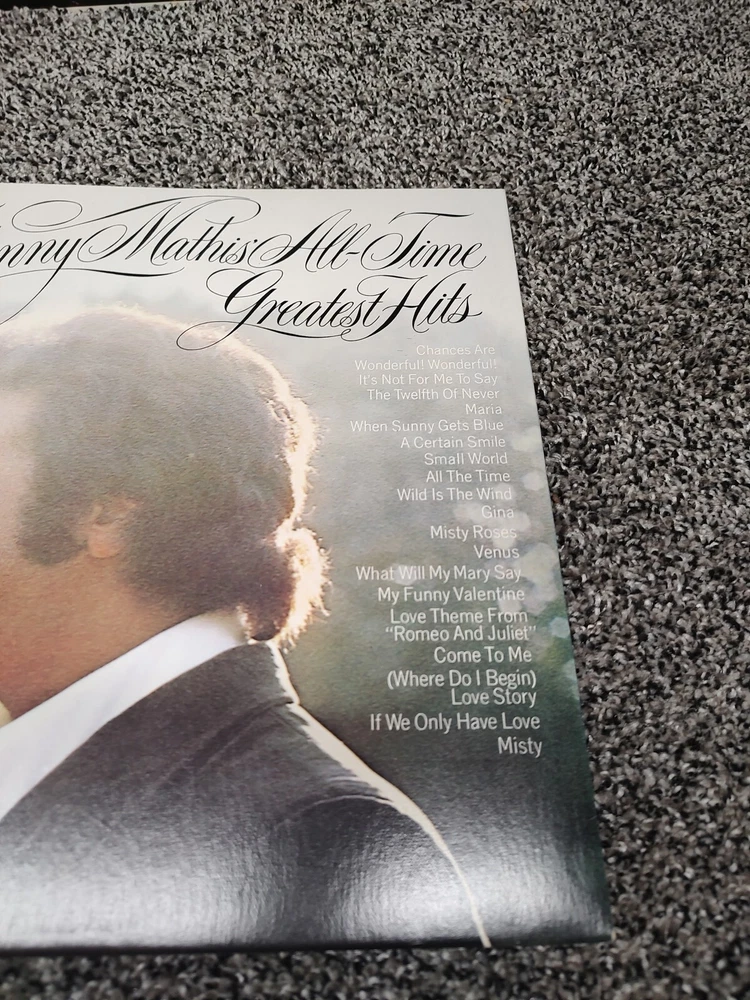 nny Mathis' All-Time
Greatest Hits
Chances Are
Wonderful! Wonderful!
It's Not For Me To Say
The Twelfth Of Never
Maria
When Sunny Gets Blue
A Certain Smile
Small World
All The Time
Wild Is The Wind
Gina
Misty Roses
Venus
What Will My Mary Say
My Funny Valentine
Love Theme From
"Romeo And Juliet"
Come To Me
(Where Do I Begin)
Love Story
If We Only Have Love
Misty